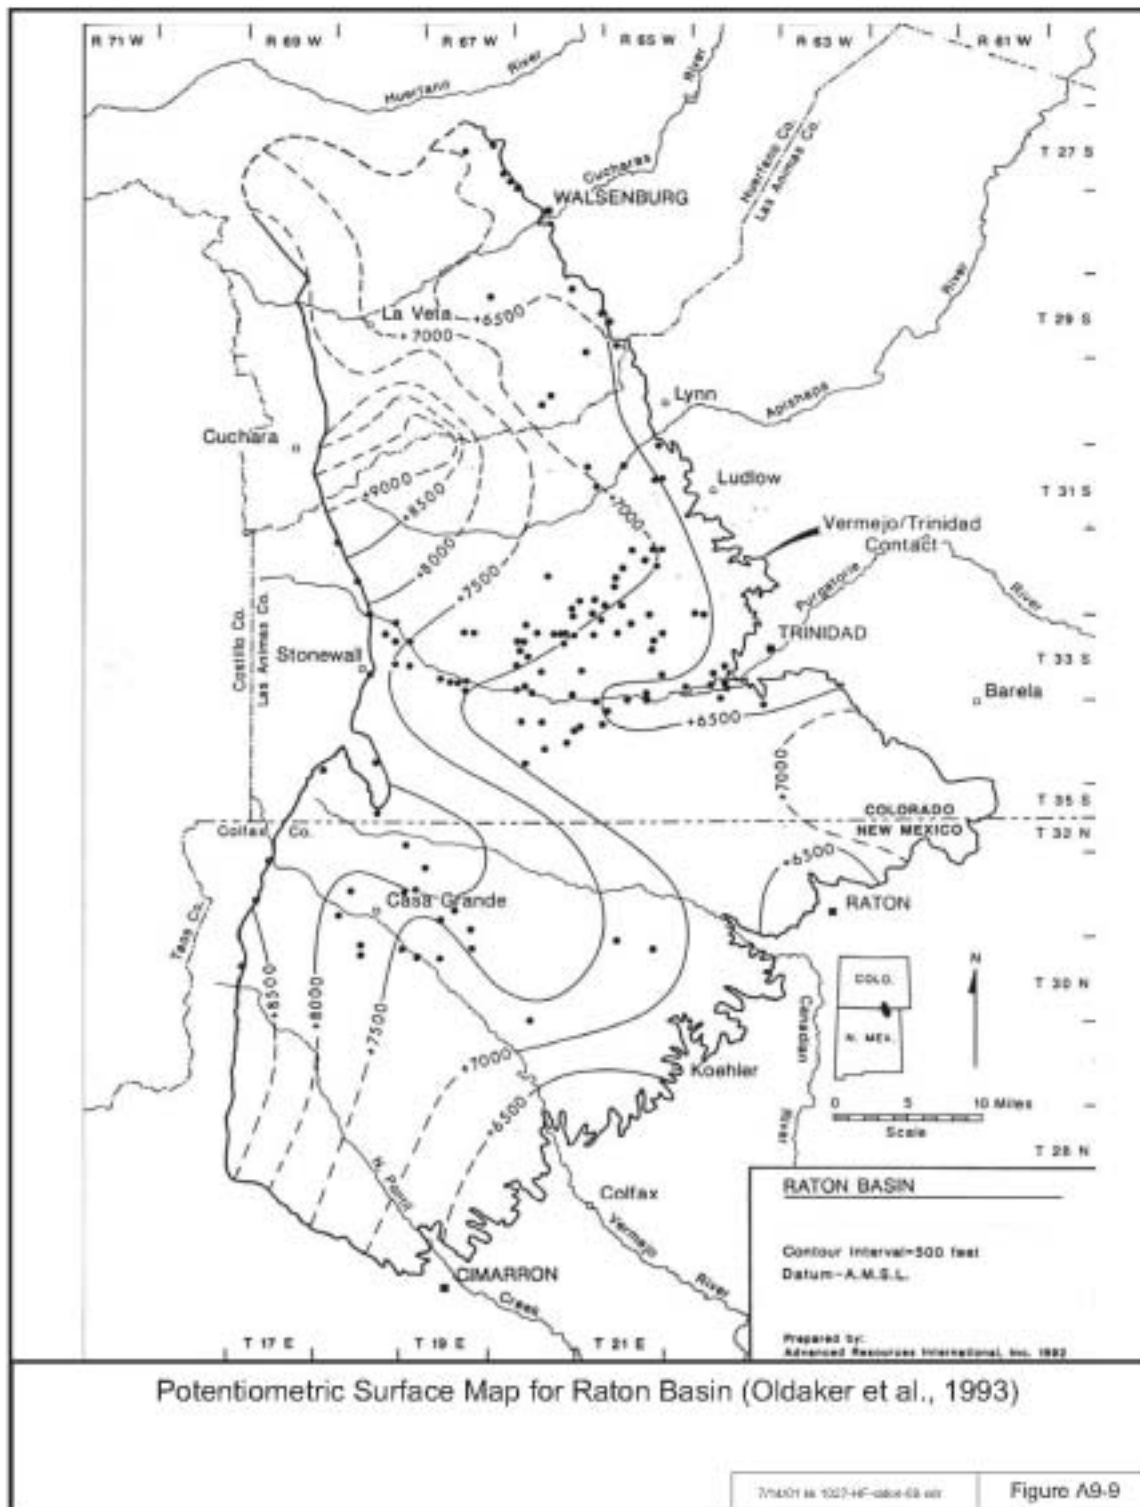 R 71 W
R 69 W
R 67 W
R 65 W
R 63 W
R 61 W
Huerfano
River
River
Cucharas
Huerfano Co.
Las Animas Co.
T 27 S
WALSENBURG
River
La Veta
+6500
+7000
T 29 S
Lynn
Apishapa
Cuchara
+9000
+8500
+7000
Ludlow
T 31 S
Vermejo/Trinidad
Contact
+8000
+7500
Purgatorie
River
Costillo Co.
Las Animas Co.
TRINIDAD
Stonewall
T 33 S
Barela
+6500
+7000
COLORADO
NEW MEXICO
T 35 S
T 32 N
Colfax Co.
+6500
Casa Grande
RATON
Taos Co.
N
COLO.
N. MEX.
T 30 N
+8500
+8000
+7500
+7000
Canadian
River
Koehler
0 5 10 Miles
Scale
+6500
T 28 N
N. Ponil
Creek
Colfax
Vermejo
River
CIMARRON
RATON BASIN
Contour Interval=500 feet
Datum-A.M.S.L.
Prepared by:
Advanced Resources International, Inc. 1992
T 17 E
T 19 E
T 21 E
Potentiometric Surface Map for Raton Basin (Oldaker et al., 1993)
Figure A9-9